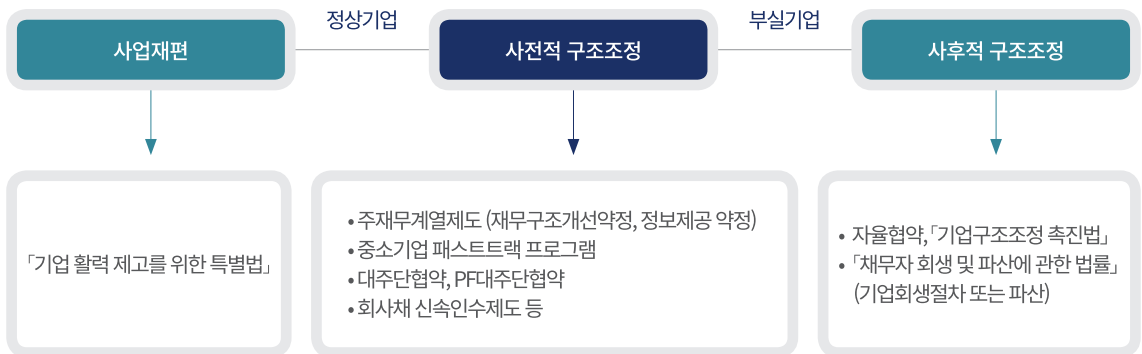 정상기업
부실기업
사업재편
사전적 구조조정
사후적 구조조정
「기업 활력 제고를 위한 특별법」
• 주재무계열제도 (재무구조개선약정, 정보제공 약정)
• 중소기업 패스트트랙 프로그램
• 대주단협약, PF대주단협약
• 회사채 신속인수제도 등
• 자율협약, 「기업구조조정 촉진법」
• 「채무자 회생 및 파산에 관한 법률」
(기업회생절차 또는 파산)